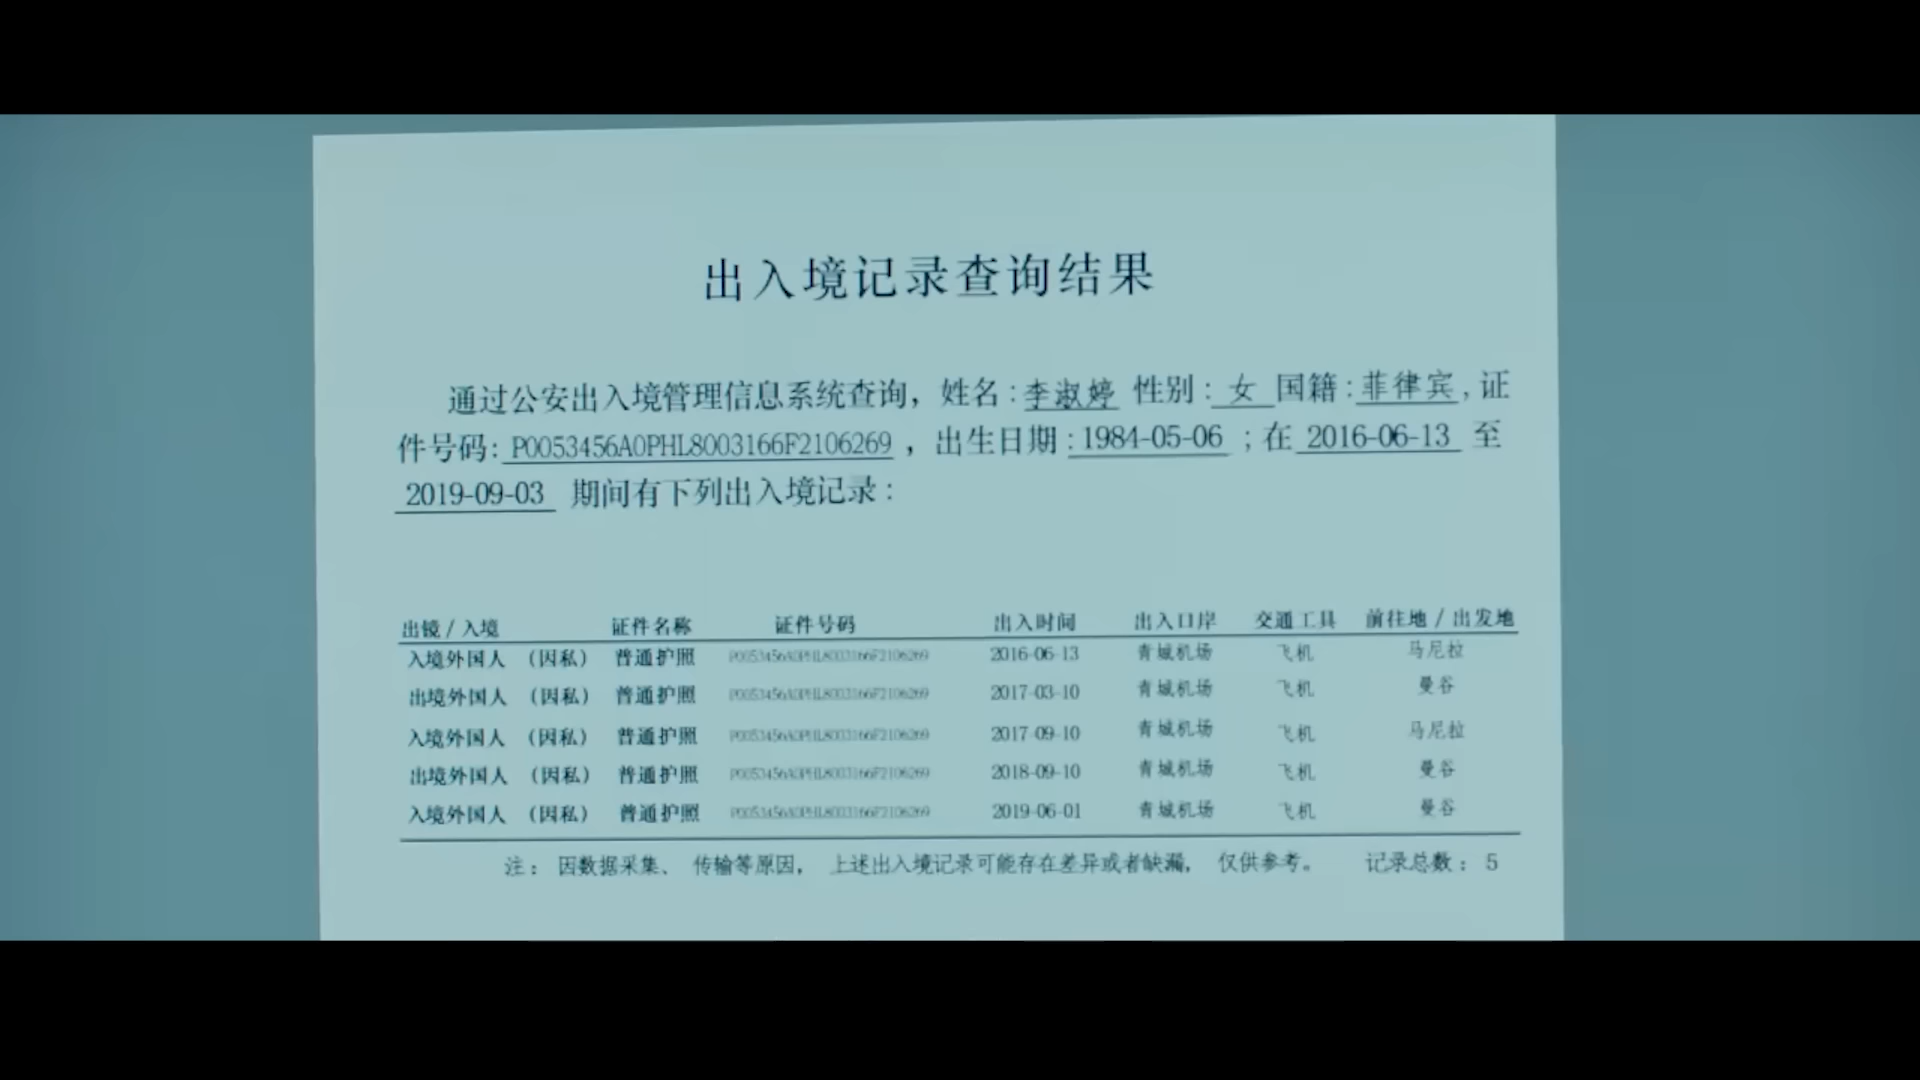 出入境记录查询结果
通过公安出入境管理信息系统查询，姓名：李淑婷 性别：女 国籍：菲律宾，证
件号码：P0053456A0PHL8003166F2106269，出生日期：1984-05-06；在 2016-06-13 至
2019-09-03 期间有下列出入境记录：
出镜/入境 证件名称 证件号码 出入时间 出入口岸 交通工具 前往地/出发地
入境外国人 （因私） 普通护照 P0053456A0PHL8003166F2106269 2016-06-13 青城机场 飞机 马尼拉
出境外国人 （因私） 普通护照 P0053456A0PHL8003166F2106269 2017-03-10 青城机场 飞机 曼谷
入境外国人 （因私） 普通护照 P0053456A0PHL8003166F2106269 2017-09-10 青城机场 飞机 马尼拉
出境外国人 （因私） 普通护照 P0053456A0PHL8003166F2106269 2018-09-10 青城机场 飞机 曼谷
入境外国人 （因私） 普通护照 P0053456A0PHL8003166F2106269 2019-06-01 青城机场 飞机 曼谷
注：因数据采集、传输等原因，上述出入境记录可能存在差异或者缺漏，仅供参考。 记录总数：5